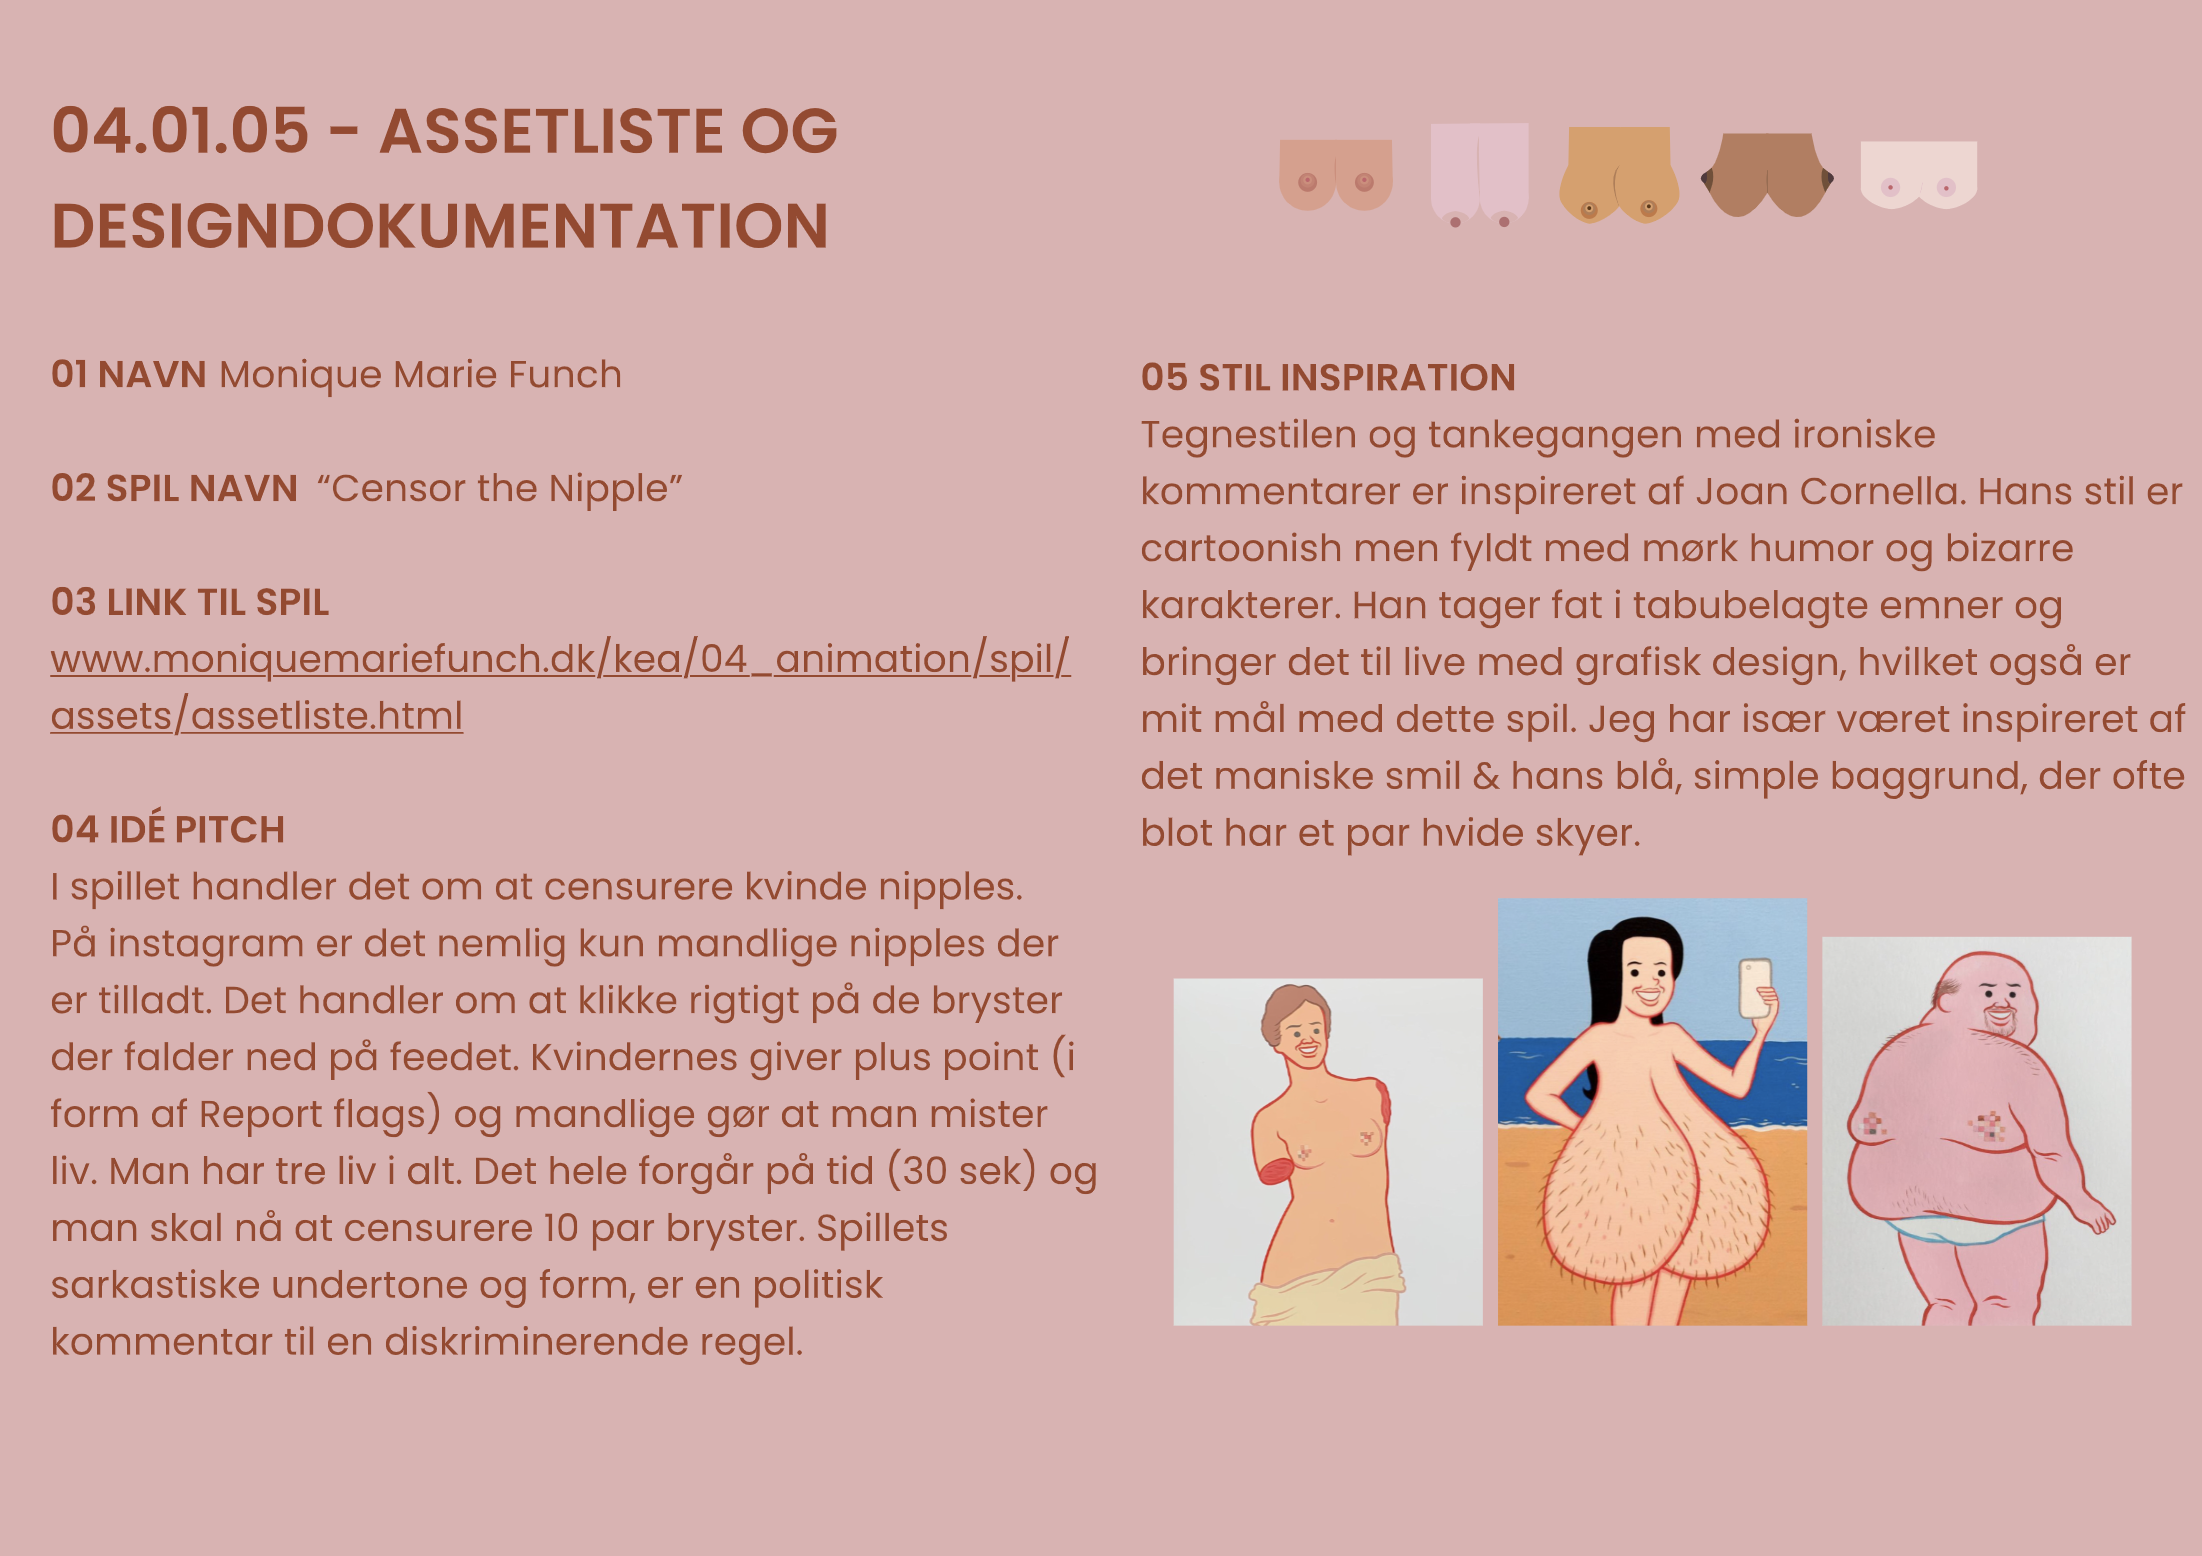 04.01.05 - ASSETLISTE OG
DESIGNDOKUMENTATION
01 NAVN Monique Marie Funch
02 SPIL NAVN “Censor the Nipple”
03 LINK TIL SPIL
www.moniquemariefunch.dk/kea/04_animation/spil/
assets/assetliste.html
04 IDÉ PITCH
I spillet handler det om at censurere kvinde nipples.
På instagram er det nemlig kun mandlige nipples der
er tilladt. Det handler om at klikke rigtigt på de bryster
der falder ned på feedet. Kvindernes giver plus point (i
form af Report flags) og mandlige gør at man mister
liv. Man har tre liv i alt. Det hele forgår på tid (30 sek) og
man skal nå at censurere 10 par bryster. Spillets
sarkastiske undertone og form, er en politisk
kommentar til en diskriminerende regel.
05 STIL INSPIRATION
Tegnestilen og tankegangen med ironiske
kommentarer er inspireret af Joan Cornella. Hans stil er
cartoonish men fyldt med mørk humor og bizarre
karakterer. Han tager fat i tabubelagte emner og
bringer det til live med grafisk design, hvilket også er
mit mål med dette spil. Jeg har især været inspireret af
det maniske smil & hans blå, simple baggrund, der ofte
blot har et par hvide skyer.